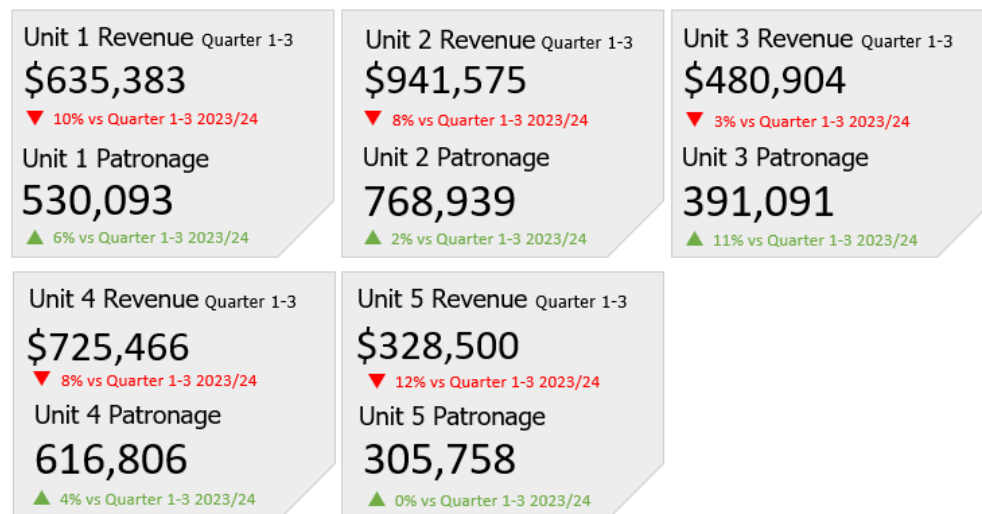 Unit 1 Revenue Quarter 1-3
$635,383
▼ 10% vs Quarter 1-3 2023/24
Unit 1 Patronage
530,093
▲ 6% vs Quarter 1-3 2023/24
Unit 2 Revenue Quarter 1-3
$941,575
▼ 8% vs Quarter 1-3 2023/24
Unit 2 Patronage
768,939
▲ 2% vs Quarter 1-3 2023/24
Unit 3 Revenue Quarter 1-3
$480,904
▼ 3% vs Quarter 1-3 2023/24
Unit 3 Patronage
391,091
▲ 11% vs Quarter 1-3 2023/24
Unit 4 Revenue Quarter 1-3
$725,466
▼ 8% vs Quarter 1-3 2023/24
Unit 4 Patronage
616,806
▲ 4% vs Quarter 1-3 2023/24
Unit 5 Revenue Quarter 1-3
$328,500
▼ 12% vs Quarter 1-3 2023/24
Unit 5 Patronage
305,758
▲ 0% vs Quarter 1-3 2023/24